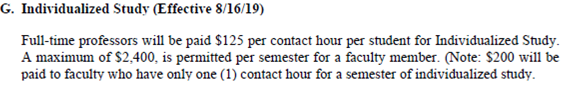 G. Individualized Study (Effective 8/16/19)
Full-time professors will be paid $125 per contact hour per student for Individualized Study.
A maximum of $2,400, is permitted per semester for a faculty member. (Note: $200 will be
paid to faculty who have only one (1) contact hour for a semester of individualized study.